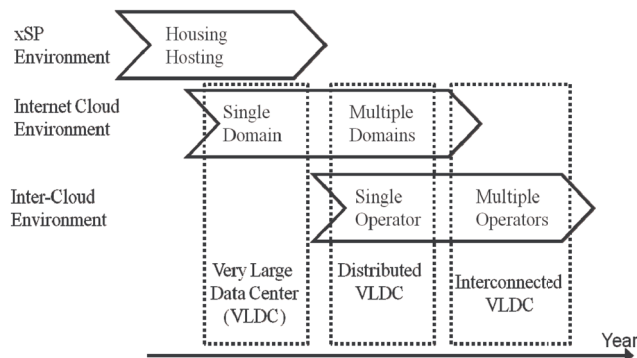 xSP
Environment
Housing
Hosting
Internet Cloud
Environment
Single
Domain
Multiple
Domains
Inter-Cloud
Environment
Single
Operator
Multiple
Operators
Very Large
Data Center
(VLDC)
Distributed
VLDC
Interconnected
VLDC
Year